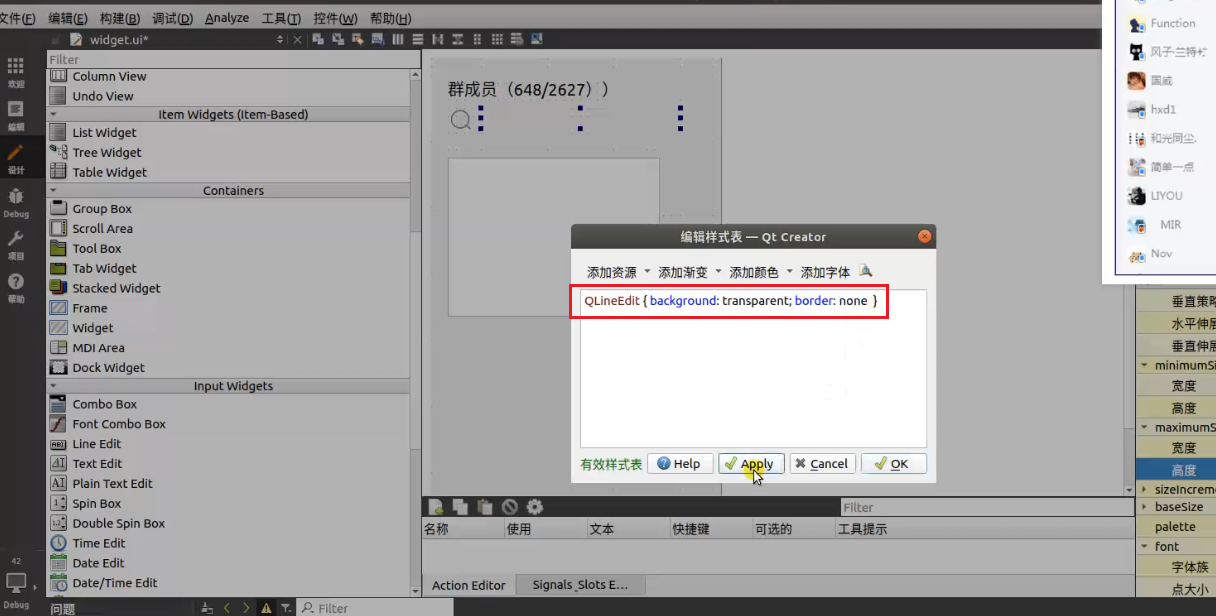 文件(F) 编辑(E) 构建(B) 调试(D) Analyze 工具(T) 控件(W) 帮助(H)
widget.ui*
欢迎
编辑
设计
Debug
项目
帮助
42
Debug
Filter
Column View
Undo View
Item Widgets (Item-Based)
List Widget
Tree Widget
Table Widget
Containers
Group Box
Scroll Area
Tool Box
Tab Widget
Stacked Widget
Frame
Widget
MDI Area
Dock Widget
Input Widgets
Combo Box
Font Combo Box
Line Edit
Text Edit
Plain Text Edit
Spin Box
Double Spin Box
Time Edit
Date Edit
Date/Time Edit
群成员（648/2627））
编辑样式表 — Qt Creator
添加资源 添加渐变 添加颜色 添加字体
QLineEdit { background: transparent; border: none }
有效样式表 Help Apply Cancel OK
Filter
名称 使用 文本 快捷键 可选的 工具提示
Action Editor Signals_Slots E...
问题 Filter
Function
风子·兰特
国威
hxd1
和光同尘.
简单一点
LIYOU
MIR
Nov
垂直策略
水平伸展
垂直伸展
minimumSi
宽度
高度
maximumS
宽度
高度
sizeIncrem
baseSize
palette
font
字体族
点大小